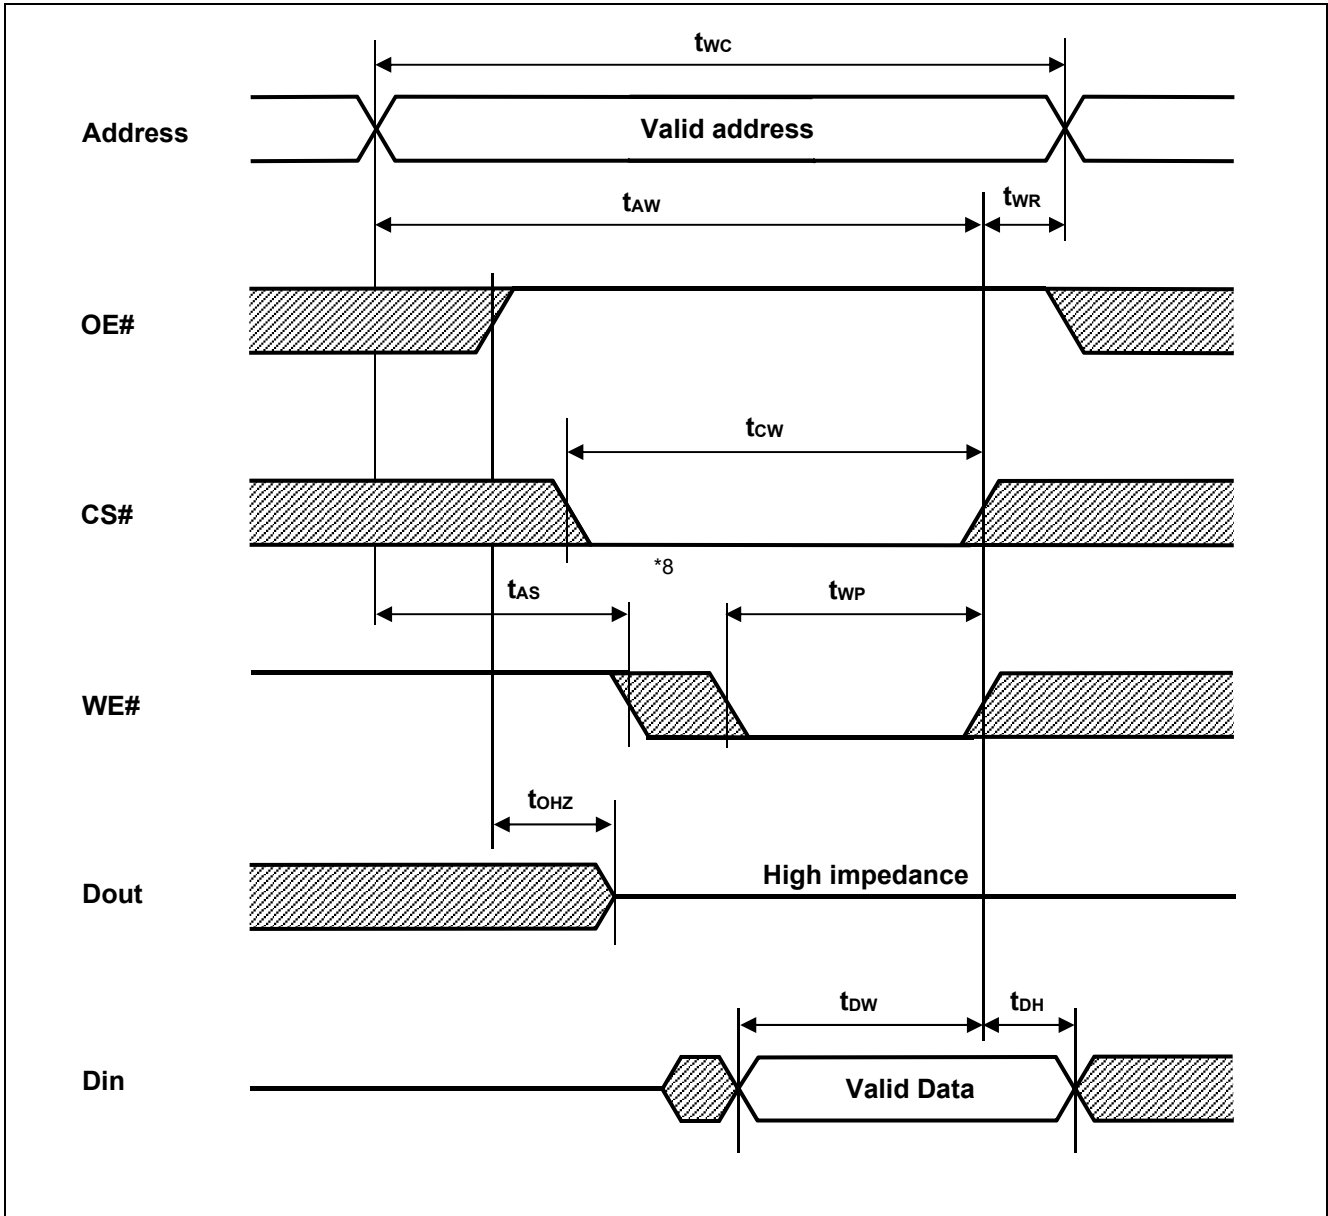 tWC
Address
Valid address
tAW
tWR
OE#
tCW
CS#
*8
tAS
tWP
WE#
tOHZ
High impedance
Dout
tDW
tDH
Din
Valid Data